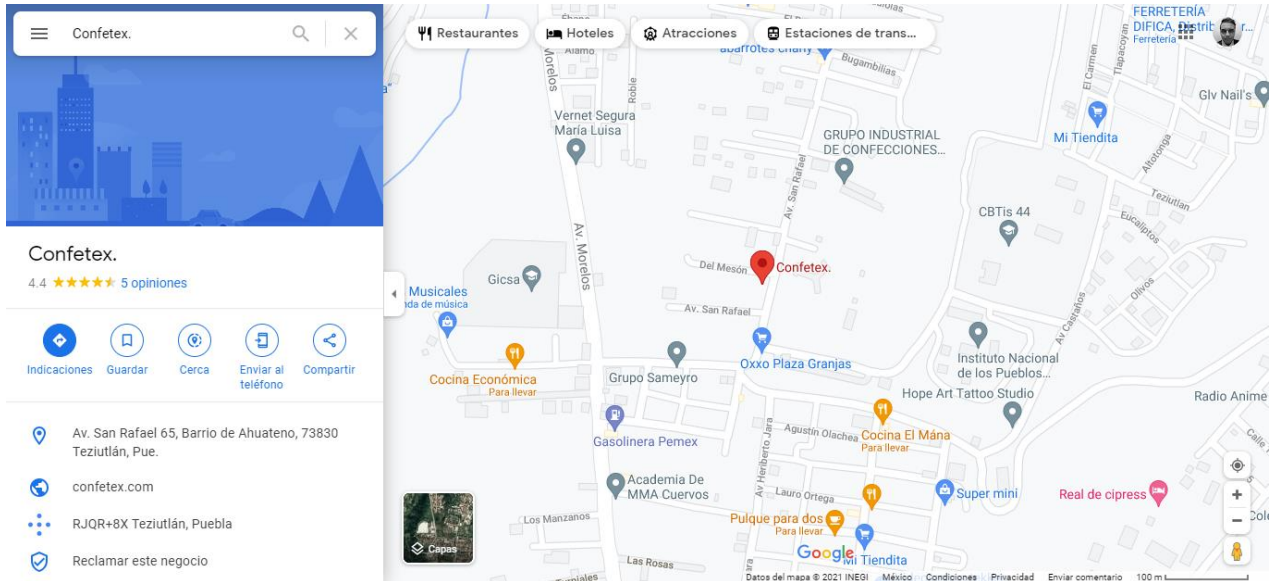 Confetex.
Confetex.
4.4
5 opiniones
Indicaciones
Guardar
Cerca
Enviar al
teléfono
Compartir
Av. San Rafael 65, Barrio de Ahuateno, 73830
Teziutlán, Pue.
confetex.com
RJQR+8X Teziutlán, Puebla
Reclamar este negocio
Restaurantes
Hoteles
Atracciones
Estaciones de trans...
FERRETERÍA
DIFICA,
Ferretería
Álamo
Morelos
Roble
abarrotes chany
Bugambilias
El Carmen
Tlapacoyan
Glv Nail's
Vernet Segura
María Luisa
GRUPO INDUSTRIAL
DE CONFECCIONES...
Mi Tiendita
Altotonga
Teziutlan
Av. San Rafael
CBTis 44
Eucaliptos
Av. Morelos
Gicsa
Del Mesón
Confetex.
Olivos
Musicales
da de música
Av. San Rafael
Av Castaños
Oxxo Plaza Granjas
Instituto Nacional
de los Pueblos...
Cocina Económica
Para llevar
Grupo Sameyro
Hope Art Tattoo Studio
Radio Anime
Gasolinera Pemex
Av Heriberto Jara
Agustín Olachea
Cocina El Mána
Para llevar
Calle
Academia De
MMA Cuervos
Lauro Ortega
Super mini
Real de cipress
Los Manzanos
Pulque para dos
Para llevar
Capas
Google
Mi Tiendita
Las Rosas
Datos del mapa © 2021 INEGI México Condiciones Privacidad Enviar comentario 100 m